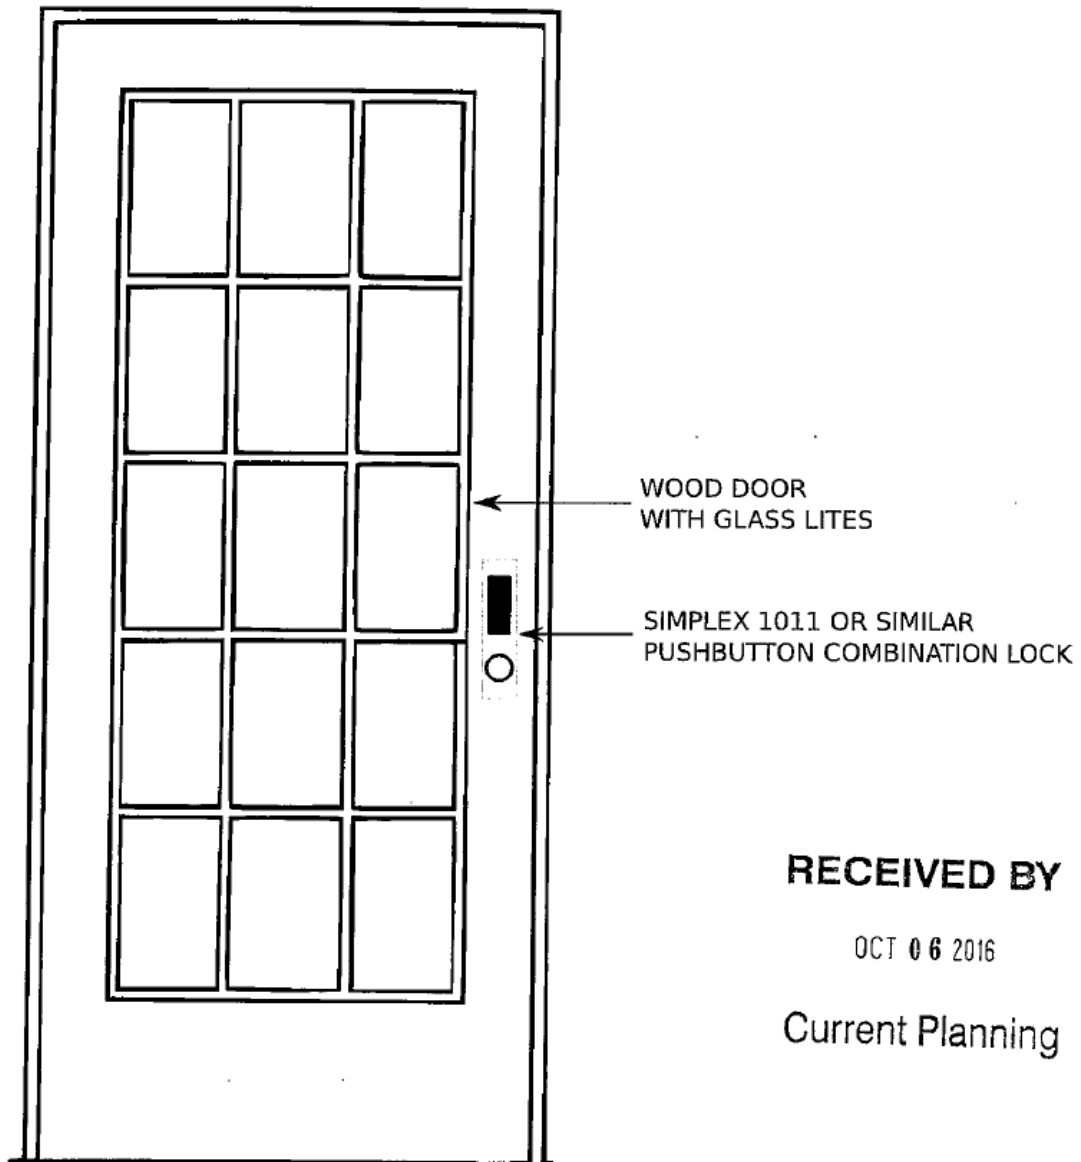 WOOD DOOR
WITH GLASS LITES
SIMPLEX 1011 OR SIMILAR
PUSHBUTTON COMBINATION LOCK
RECEIVED BY
OCT 06 2016
Current Planning